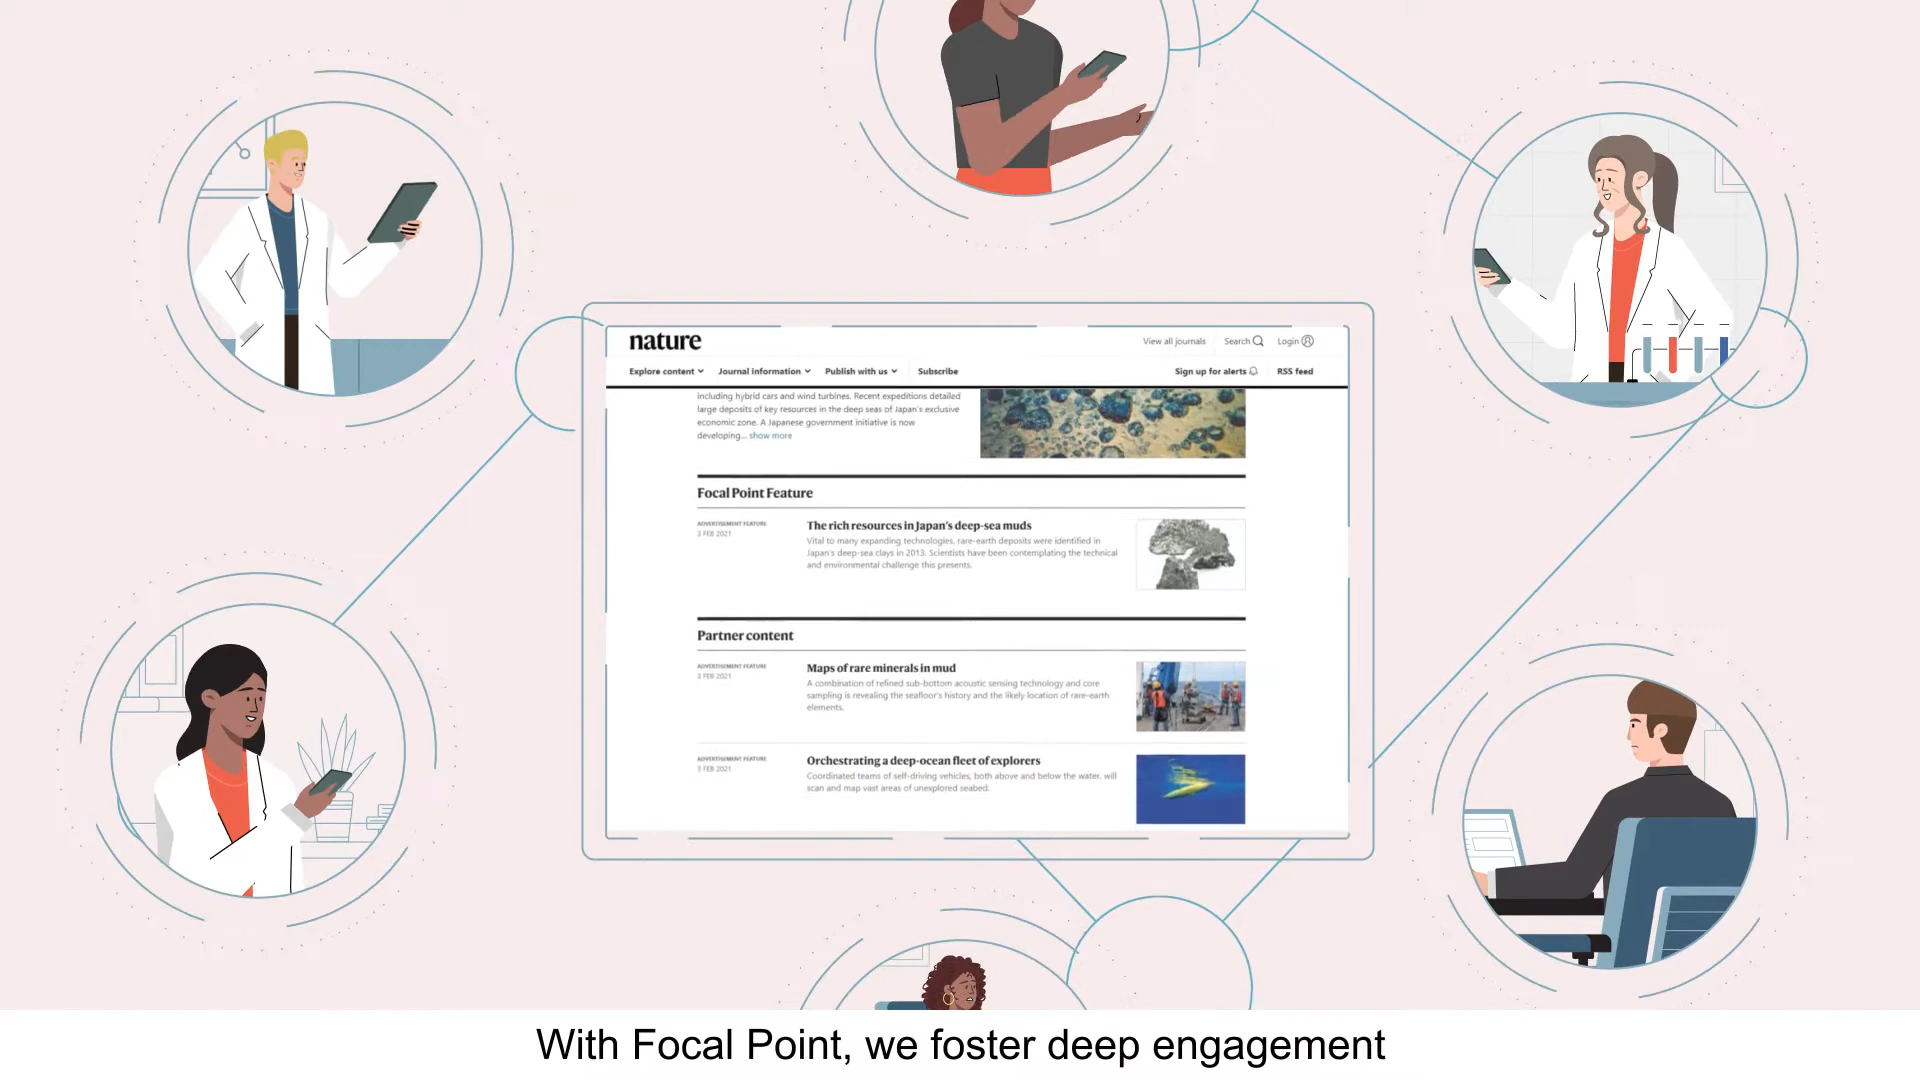 nature
View all journals Search Login
Explore content Journal information Publish with us Subscribe Sign up for alerts RSS feed
including hybrid cars and wind turbines. Recent expeditions detailed
large deposits of key resources in the deep seas of Japan's exclusive
economic zone. A Japanese government initiative is now
developing... show more
Focal Point Feature
ADVERTISEMENT FEATURE
3 FEB 2021
The rich resources in Japan's deep-sea muds
Vital to many expanding technologies, rare-earth deposits were identified in
Japan's deep-sea clays in 2013. Scientists have been contemplating the technical
and environmental challenge this presents.
Partner content
ADVERTISEMENT FEATURE
3 FEB 2021
Maps of rare minerals in mud
A combination of refined sub-bottom acoustic sensing technology and core
sampling is revealing the seafloor's history and the likely location of rare-earth
elements.
ADVERTISEMENT FEATURE
3 FEB 2021
Orchestrating a deep-ocean fleet of explorers
Coordinated teams of self-driving vehicles, both above and below the water, will
scan and map vast areas of unexplored seabed.
With Focal Point, we foster deep engagement